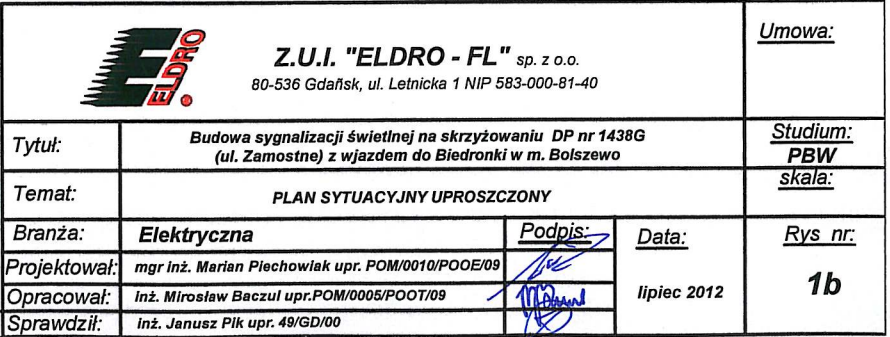 ELDRO
Z.U.I. "ELDRO - FL" sp. z o.o.
80-536 Gdańsk, ul. Letnicka 1 NIP 583-000-81-40
Umowa:
Tytuł:
Budowa sygnalizacji świetlnej na skrzyżowaniu DP nr 1438G
(ul. Zamostne) z wjazdem do Biedronki w m. Bolszewo
Studium:
PBW
Temat:
PLAN SYTUACYJNY UPROSZCZONY
skala:
Branża:
Elektryczna
Podpis:
Data:
Rys nr:
Projektował:
mgr inż. Marian Piechowiak upr. POM/0010/POOE/09
Opracował:
inż. Mirosław Baczul upr.POM/0005/POOT/09
lipiec 2012
1b
Sprawdził:
inż. Janusz Pik upr. 49/GD/00